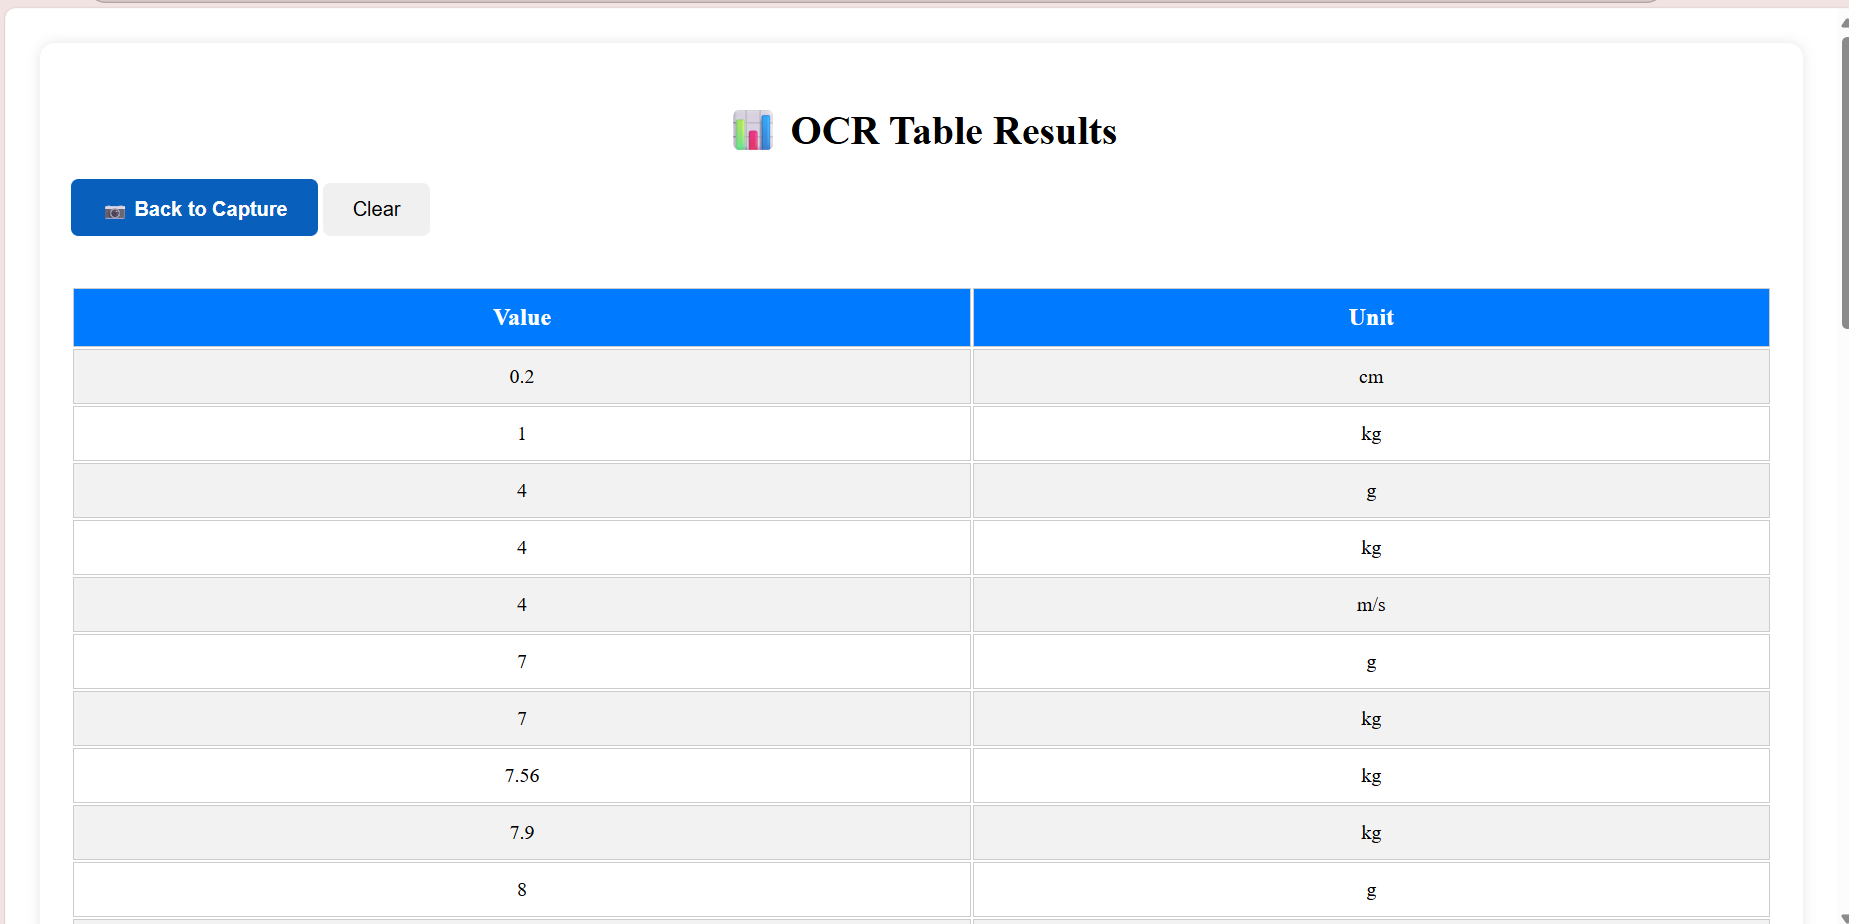 OCR Table Results
Back to Capture
Clear
Value Unit
0.2 cm
1 kg
4 g
4 kg
4 m/s
7 g
7 kg
7.56 kg
7.9 kg
8 g